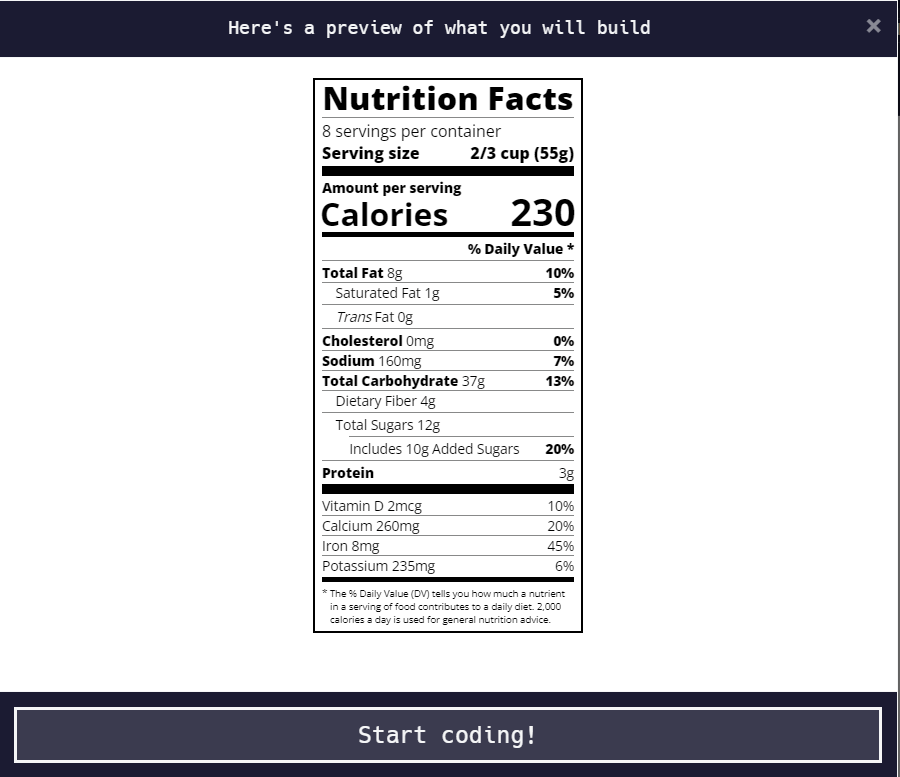 Here's a preview of what you will build
×
Nutrition Facts
8 servings per container
Serving size 2/3 cup (55g)
Amount per serving
Calories 230
% Daily Value *
Total Fat 8g 10%
Saturated Fat 1g 5%
Trans Fat 0g
Cholesterol 0mg 0%
Sodium 160mg 7%
Total Carbohydrate 37g 13%
Dietary Fiber 4g
Total Sugars 12g
Includes 10g Added Sugars 20%
Protein 3g
Vitamin D 2mcg 10%
Calcium 260mg 20%
Iron 8mg 45%
Potassium 235mg 6%
* The % Daily Value (DV) tells you how much a nutrient
in a serving of food contributes to a daily diet. 2,000
calories a day is used for general nutrition advice.
Start coding!